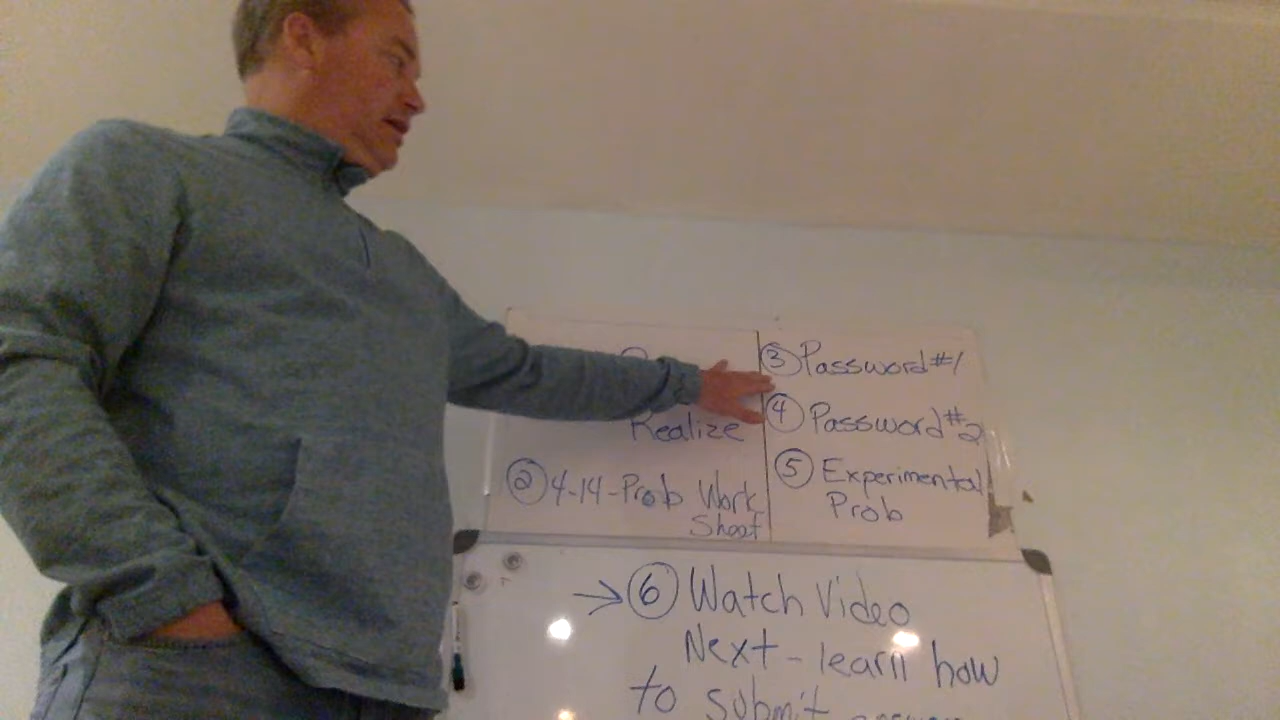 Realize
② 4-14-Prob Work
Sheet
③ Password #1
④ Password #2
⑤ Experimental
Prob
→ ⑥ Watch Video
Next - learn how
to submit